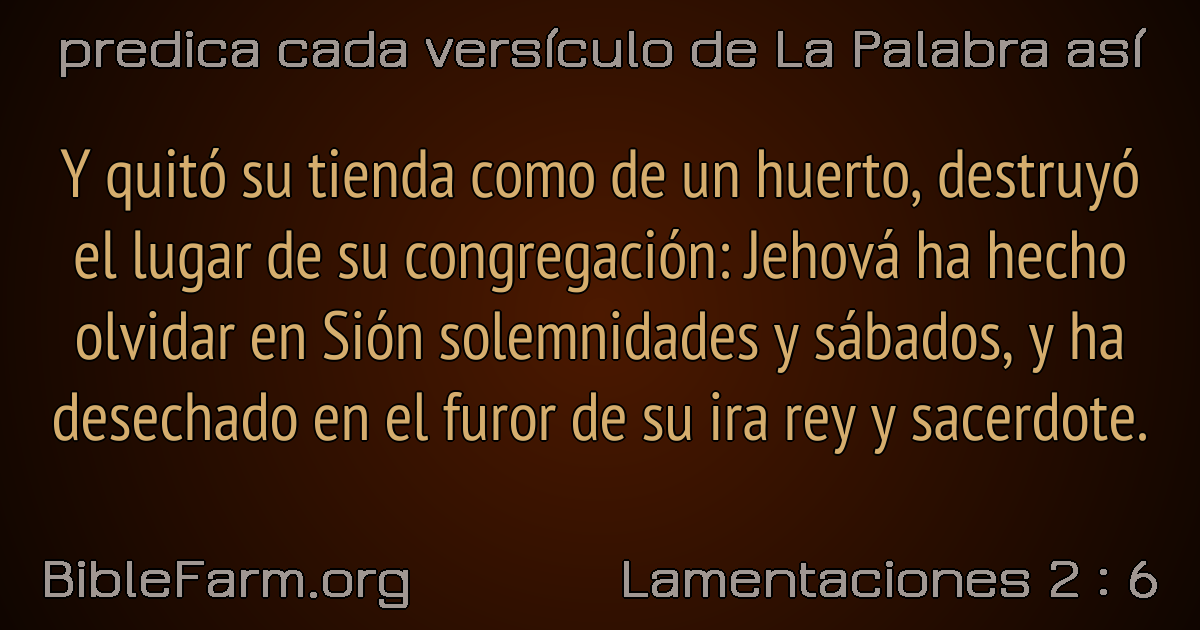 predica cada versículo de La Palabra así
Y quitó su tienda como de un huerto, destruyó
el lugar de su congregación: Jehová ha hecho
olvidar en Sión solemnidades y sábados, y ha
desechado en el furor de su ira rey y sacerdote.
BibleFarm.org
Lamentaciones 2 : 6